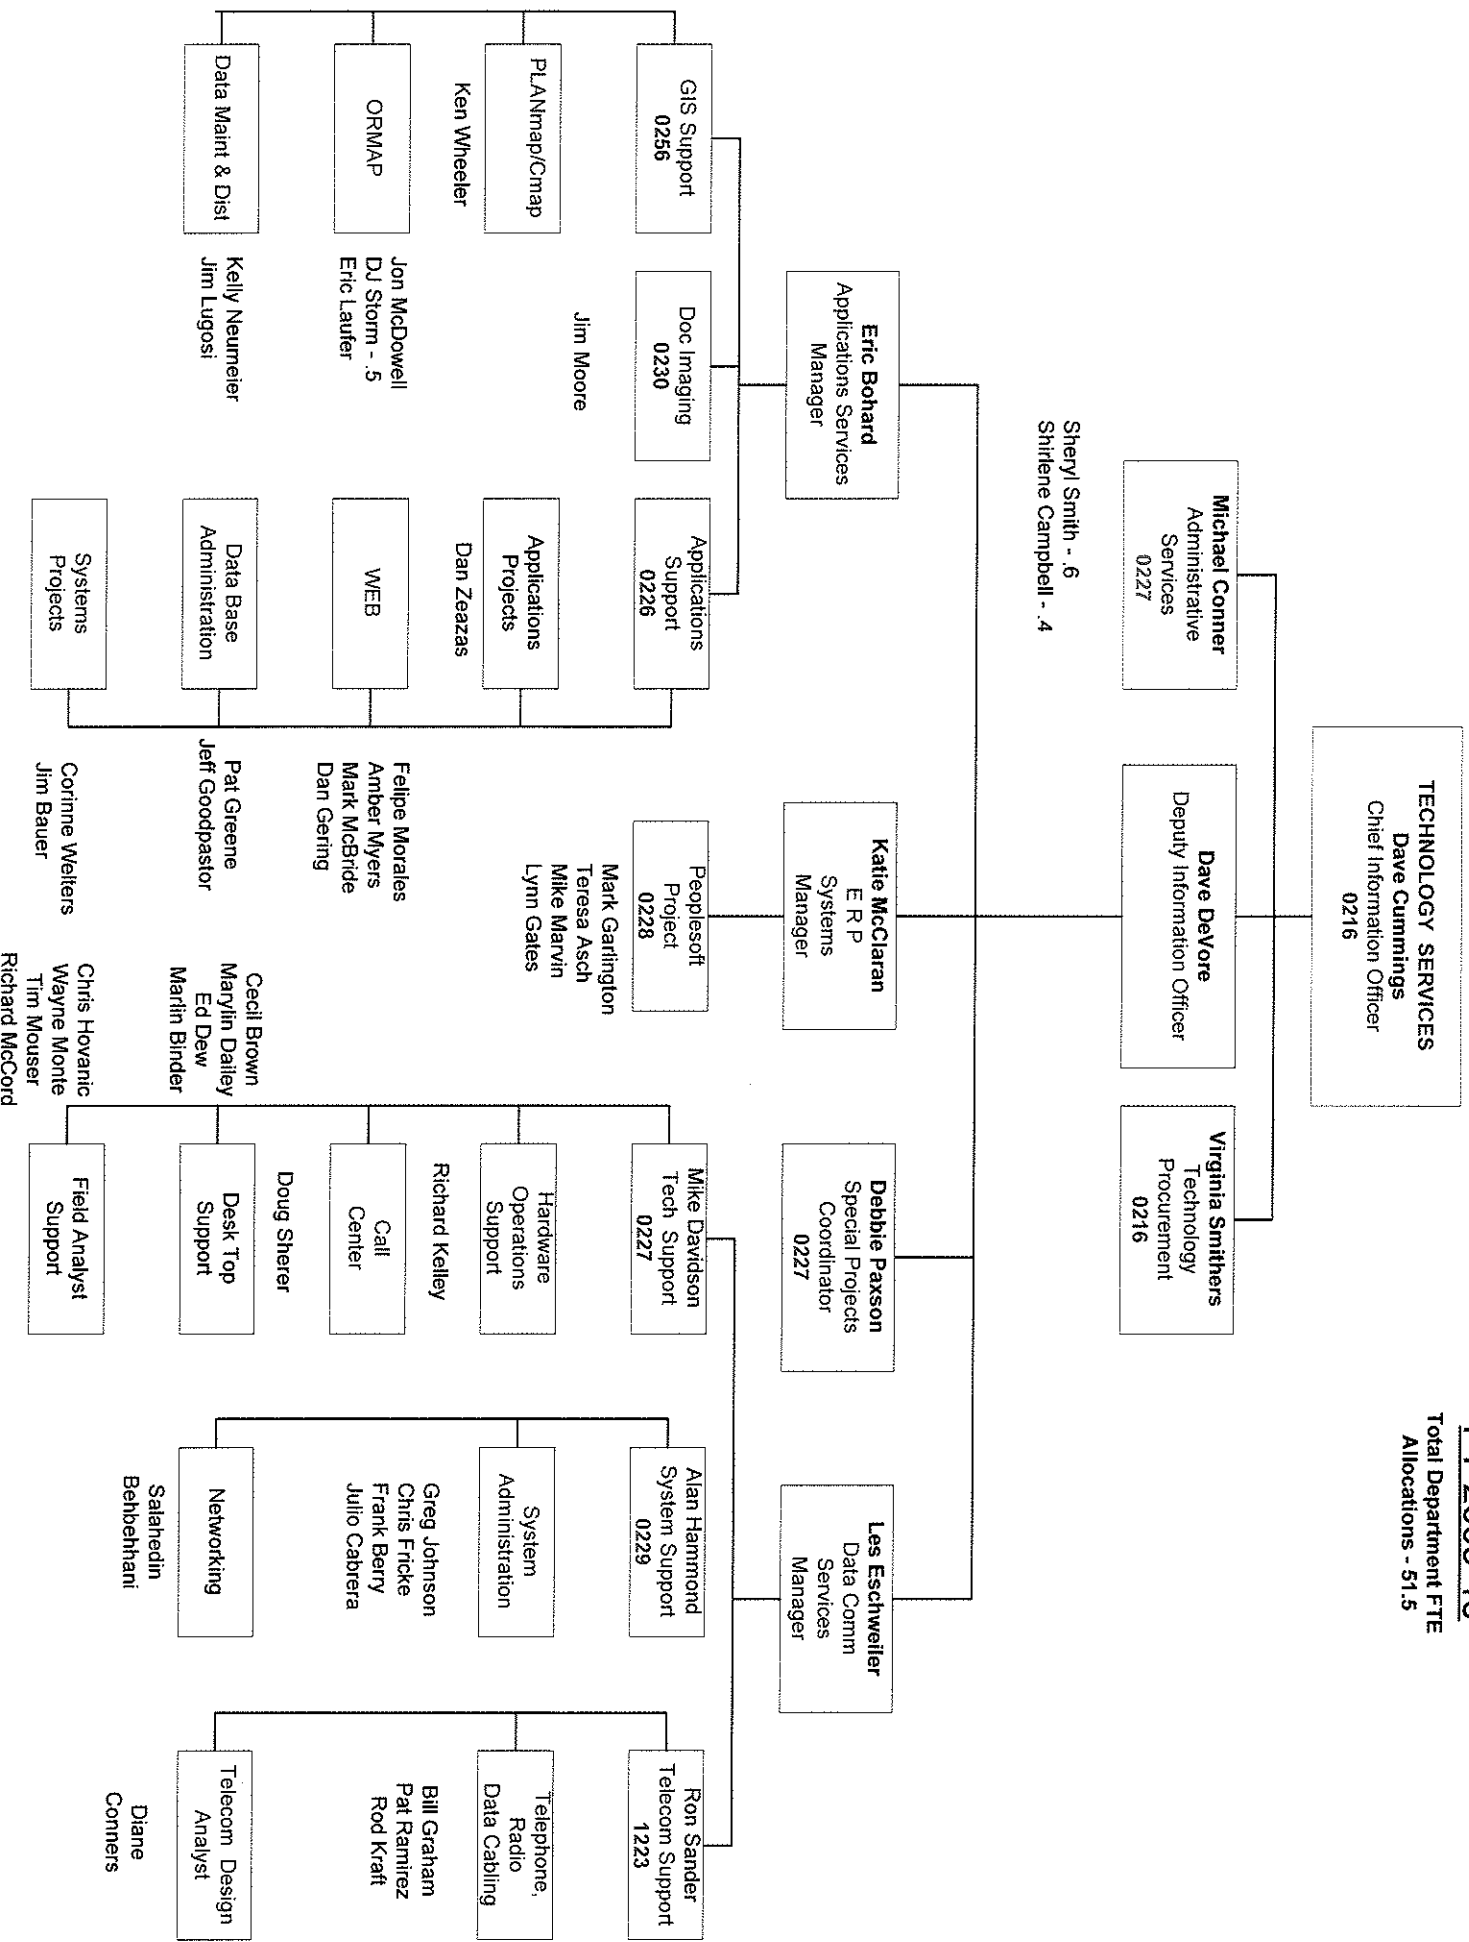 Total Department FTE
Allocations - 51.5
TECHNOLOGY SERVICES
Dave Cummings
Chief Information Officer
0216
Michael Conner
Administrative
Services
0227
Sheryl Smith - .6
Shirlene Campbell - .4
Dave DeVore
Deputy Information Officer
Virginia Smithers
Technology
Procurement
0216
Eric Bohard
Applications Services
Manager
Katie McClaran
E R P
Systems
Manager
Debbie Paxson
Special Projects
Coordinator
0227
Les Eschweiler
Data Comm
Services
Manager
GIS Support
0256
PLANmap/Cmap
Ken Wheeler
ORMAP
Jon McDowell
DJ Storm - .5
Eric Laufer
Data Maint & Dist
Kelly Neumeier
Jim Lugosi
Doc Imaging
0230
Jim Moore
Applications
Support
0226
Applications
Projects
Dan Zeazas
WEB
Felipe Morales
Amber Myers
Mark McBride
Dan Gering
Data Base
Administration
Pat Greene
Jeff Goodpastor
Systems
Projects
Corinne Welters
Jim Bauer
Peoplesoft
Project
0228
Mark Garlington
Teresa Asch
Mike Marvin
Lynn Gates
Mike Davidson
Tech Support
0227
Hardware
Operations
Support
Richard Kelley
Call
Center
Doug Sherer
Desk Top
Support
Cecil Brown
Marylin Dailey
Ed Dew
Marlin Binder
Field Analyst
Support
Chris Hovanic
Wayne Monte
Tim Mouser
Richard McCord
Alan Hammond
System Support
0229
System
Administration
Greg Johnson
Chris Fricke
Frank Berry
Julio Cabrera
Networking
Salahedin
Behbehhani
Ron Sander
Telecom Support
1223
Telephone,
Radio
Data Cabling
Bill Graham
Pat Ramirez
Rod Kraft
Telecom Design
Analyst
Diane
Conners